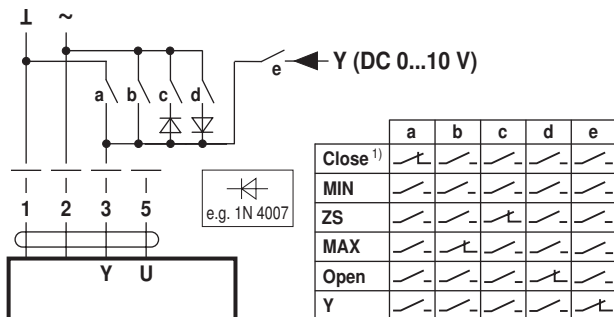 ⊥ ~
e
Y (DC 0...10 V)
a b c d
1 2 3 5
e.g. 1N 4007
Y U
a b c d e
Close 1)
MIN
ZS
MAX
Open
Y